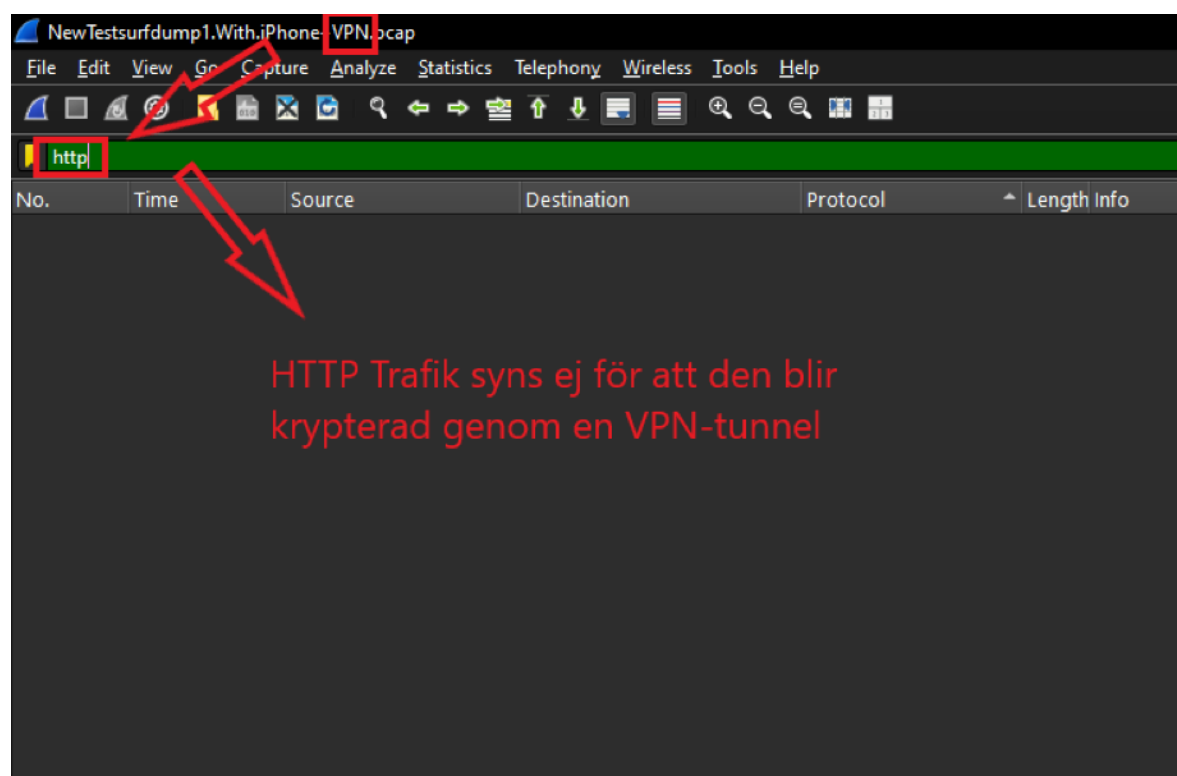 NewTestsurfdump1.With.iPhone-VPN.pcap
File Edit View Go Capture Analyze Statistics Telephony Wireless Tools Help
http
No. Time Source Destination Protocol Length Info
HTTP Trafik syns ej för att den blir
krypterad genom en VPN-tunnel